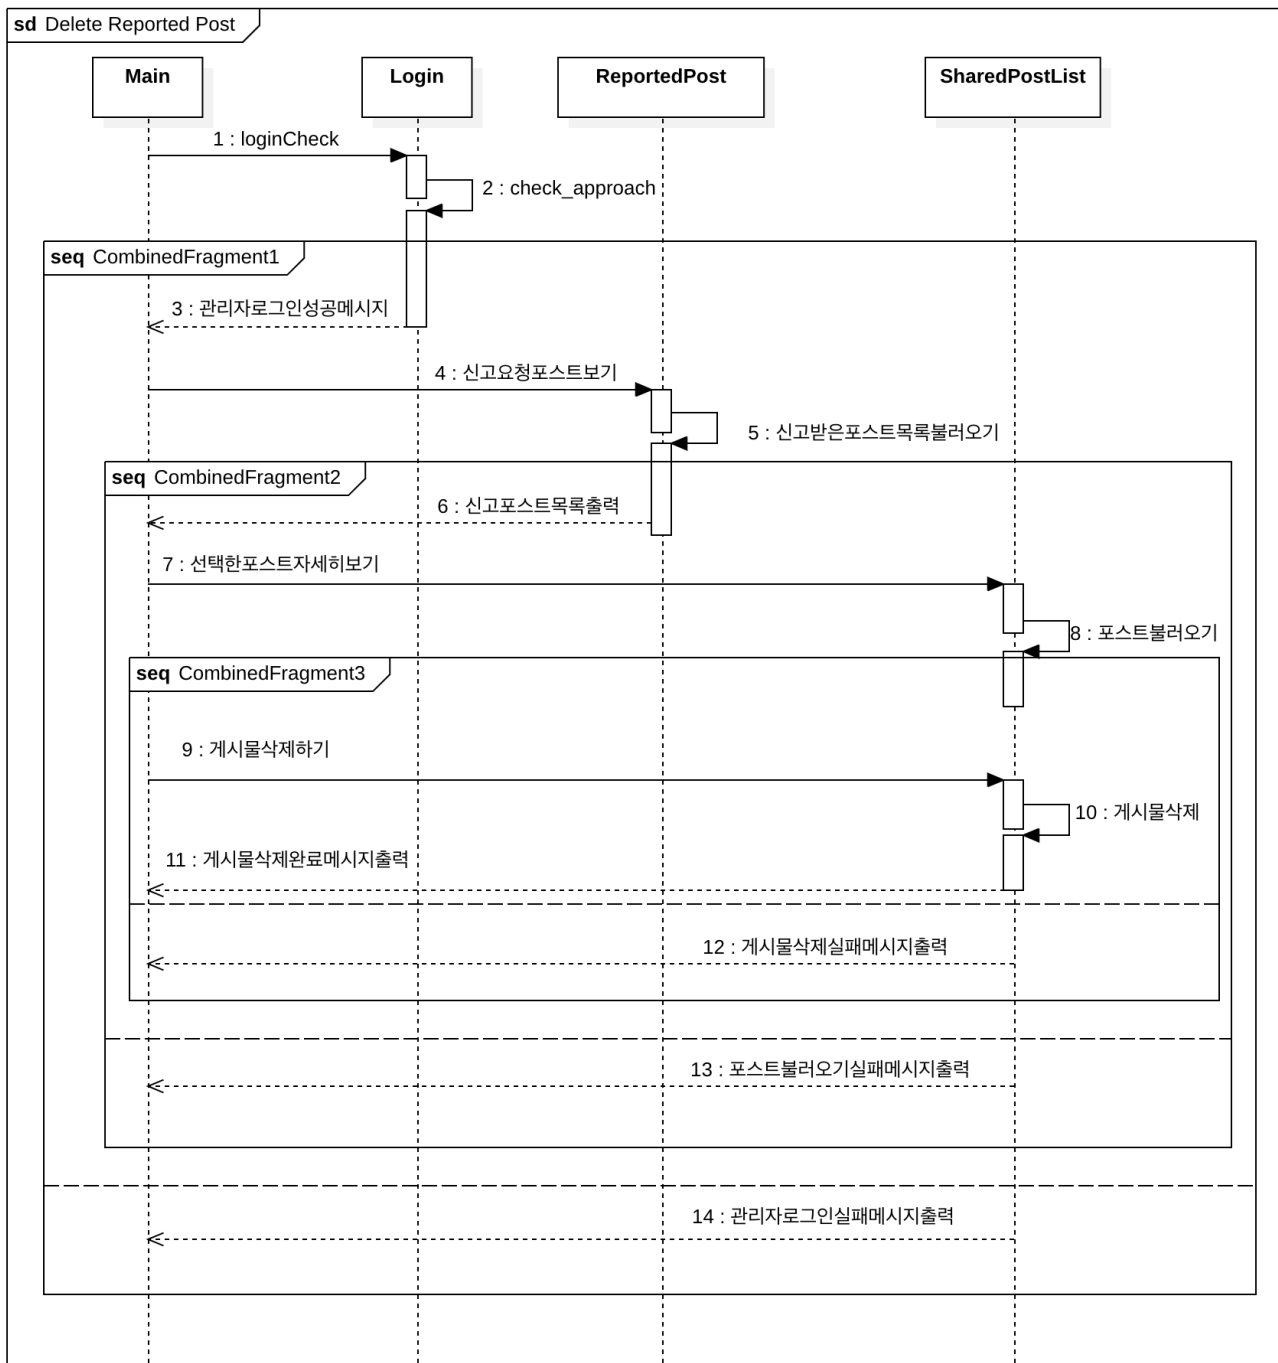 sd Delete Reported Post
Main
Login
ReportedPost
SharedPostList
1 : loginCheck
2 : check_approach
seq CombinedFragment1
3 : 관리자로그인성공메시지
4 : 신고요청포스트보기
5 : 신고받은포스트목록불러오기
seq CombinedFragment2
6 : 신고포스트목록출력
7 : 선택한포스트자세히보기
8 : 포스트불러오기
seq CombinedFragment3
9 : 게시물삭제하기
10 : 게시물삭제
11 : 게시물삭제완료메시지출력
12 : 게시물삭제실패메시지출력
13 : 포스트불러오기실패메시지출력
14 : 관리자로그인실패메시지출력